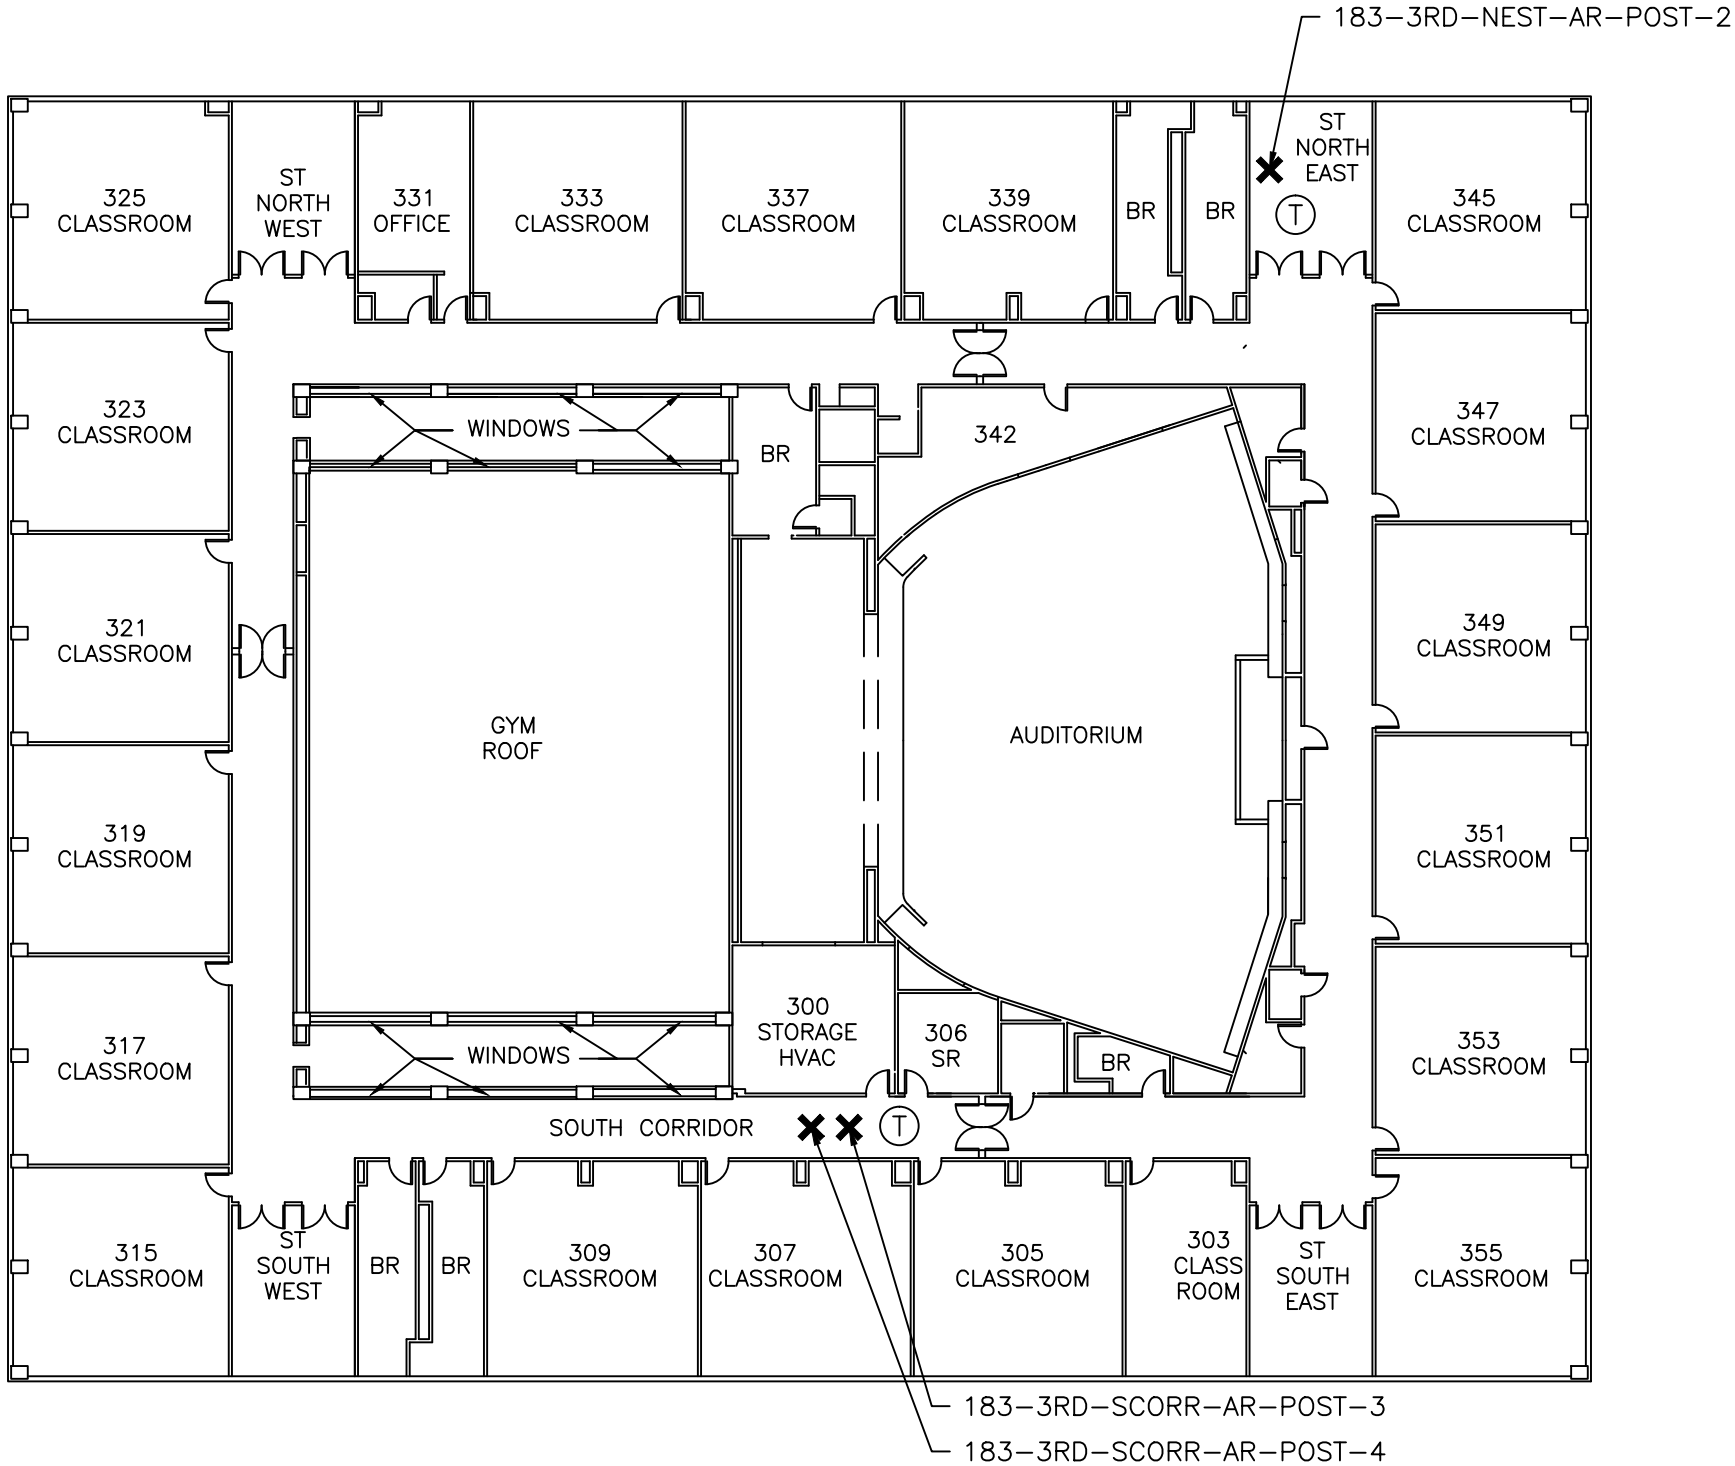 183-3RD-NEST-AR-POST-2
ST
NORTH
EAST
T
325
CLASSROOM
ST
NORTH
WEST
331
OFFICE
333
CLASSROOM
337
CLASSROOM
339
CLASSROOM
BR
BR
345
CLASSROOM
323
CLASSROOM
WINDOWS
BR
342
347
CLASSROOM
321
CLASSROOM
349
CLASSROOM
GYM
ROOF
AUDITORIUM
319
CLASSROOM
351
CLASSROOM
317
CLASSROOM
WINDOWS
300
STORAGE
HVAC
306
SR
BR
353
CLASSROOM
SOUTH CORRIDOR
T
315
CLASSROOM
ST
SOUTH
WEST
BR
BR
309
CLASSROOM
307
CLASSROOM
305
CLASSROOM
303
CLASS
ROOM
ST
SOUTH
EAST
355
CLASSROOM
183-3RD-SCORR-AR-POST-3
183-3RD-SCORR-AR-POST-4